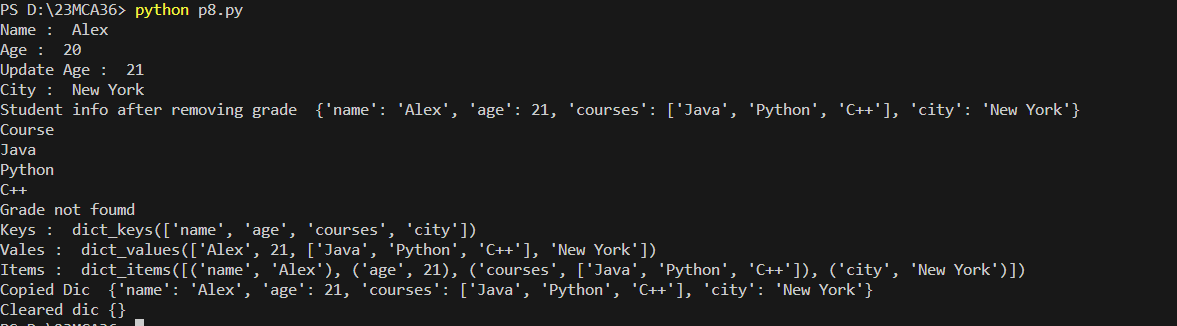 PS D:\23MCA36> python p8.py
Name :  Alex
Age :  20
Update Age :  21
City :  New York
Student info after removing grade  {'name': 'Alex', 'age': 21, 'courses': ['Java', 'Python', 'C++'], 'city': 'New York'}
Course
Java
Python
C++
Grade not foumd
Keys :  dict_keys(['name', 'age', 'courses', 'city'])
Vales :  dict_values(['Alex', 21, ['Java', 'Python', 'C++'], 'New York'])
Items :  dict_items([('name', 'Alex'), ('age', 21), ('courses', ['Java', 'Python', 'C++']), ('city', 'New York')])
Copied Dic  {'name': 'Alex', 'age': 21, 'courses': ['Java', 'Python', 'C++'], 'city': 'New York'}
Cleared dic {}
PS D:\23MCA36>